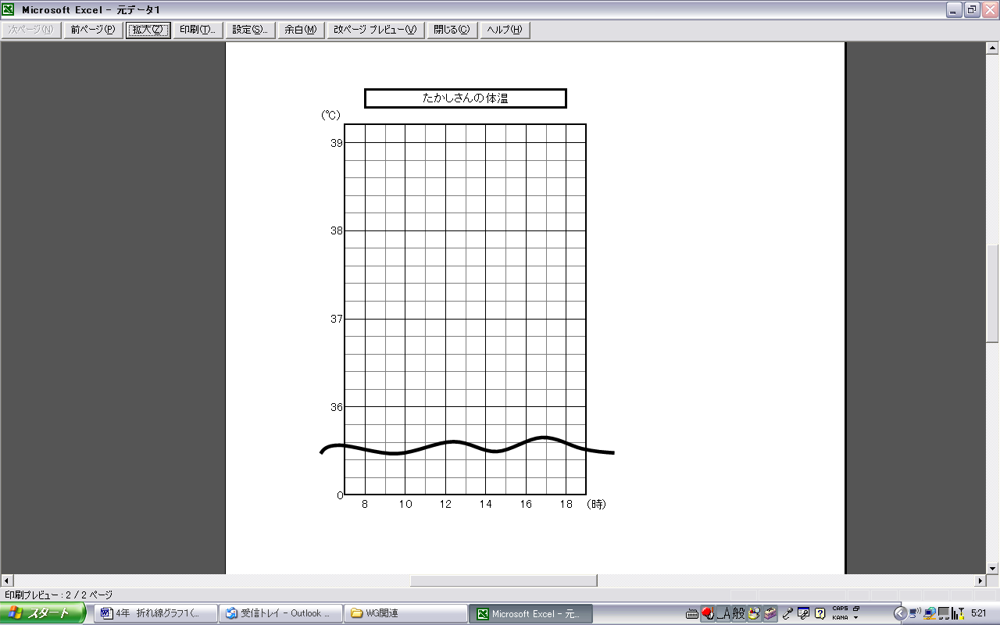 Microsoft Excel - 元データ1
次ページ(N) 前ページ(P) 拡大(Z) 印刷(T)... 設定(S)... 余白(M) 改ページ プレビュー(V) 閉じる(C) ヘルプ(H)
たかしさんの体温
(℃)
39
38
37
36
0
8 10 12 14 16 18 (時)
印刷プレビュー : 2 / 2 ページ
スタート 4年 折れ線グラフ1(... 受信トレイ - Outlook ... WG関連 Microsoft Excel - 元... A 般 CAPS KANA 5:21